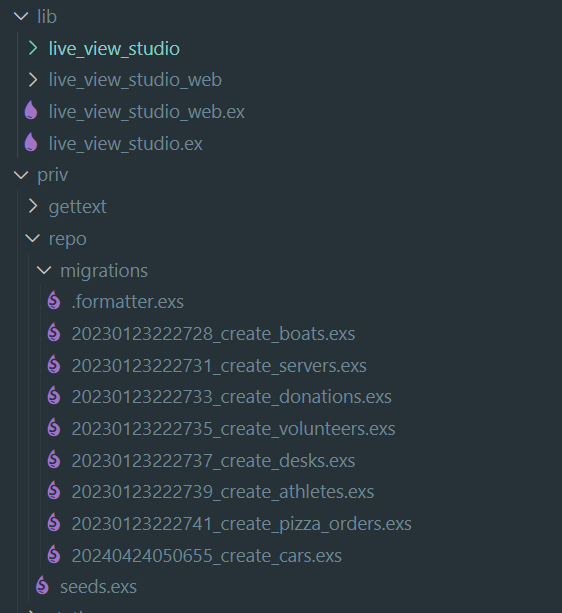 lib
live_view_studio
live_view_studio_web
live_view_studio_web.ex
live_view_studio.ex
priv
gettext
repo
migrations
.formatter.exs
20230123222728_create_boats.exs
20230123222731_create_servers.exs
20230123222733_create_donations.exs
20230123222735_create_volunteers.exs
20230123222737_create_desks.exs
20230123222739_create_athletes.exs
20230123222741_create_pizza_orders.exs
20240424050655_create_cars.exs
seeds.exs